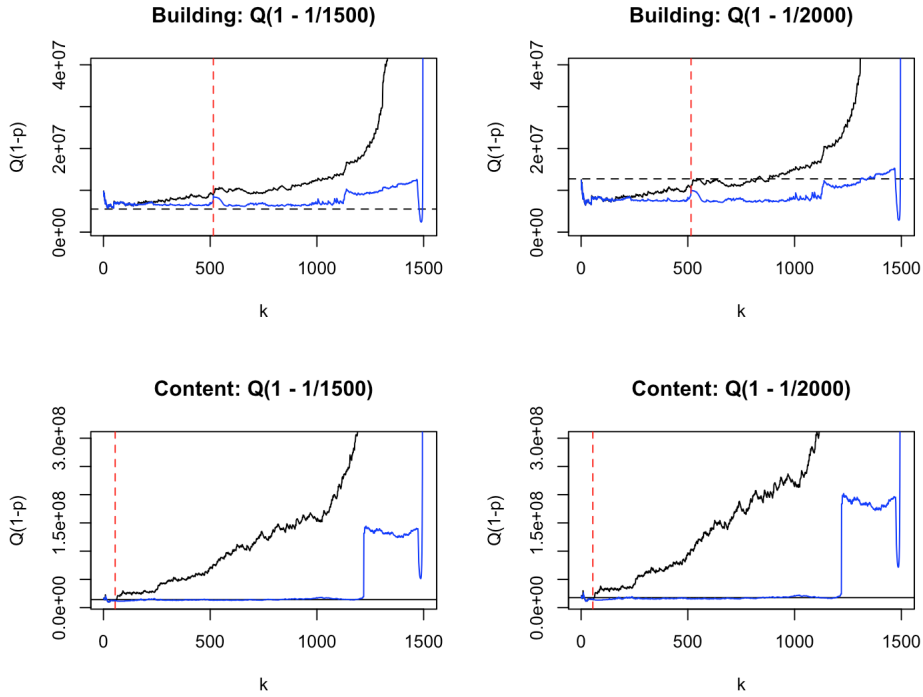 Building: Q(1 - 1/1500)
Q(1-p)
4e+07
2e+07
0e+00
0
500
1000
1500
k
Building: Q(1 - 1/2000)
Q(1-p)
4e+07
2e+07
0e+00
0
500
1000
1500
k
Content: Q(1 - 1/1500)
Q(1-p)
3.0e+08
1.5e+08
0.0e+00
0
500
1000
1500
k
Content: Q(1 - 1/2000)
Q(1-p)
3.0e+08
1.5e+08
0.0e+00
0
500
1000
1500
k